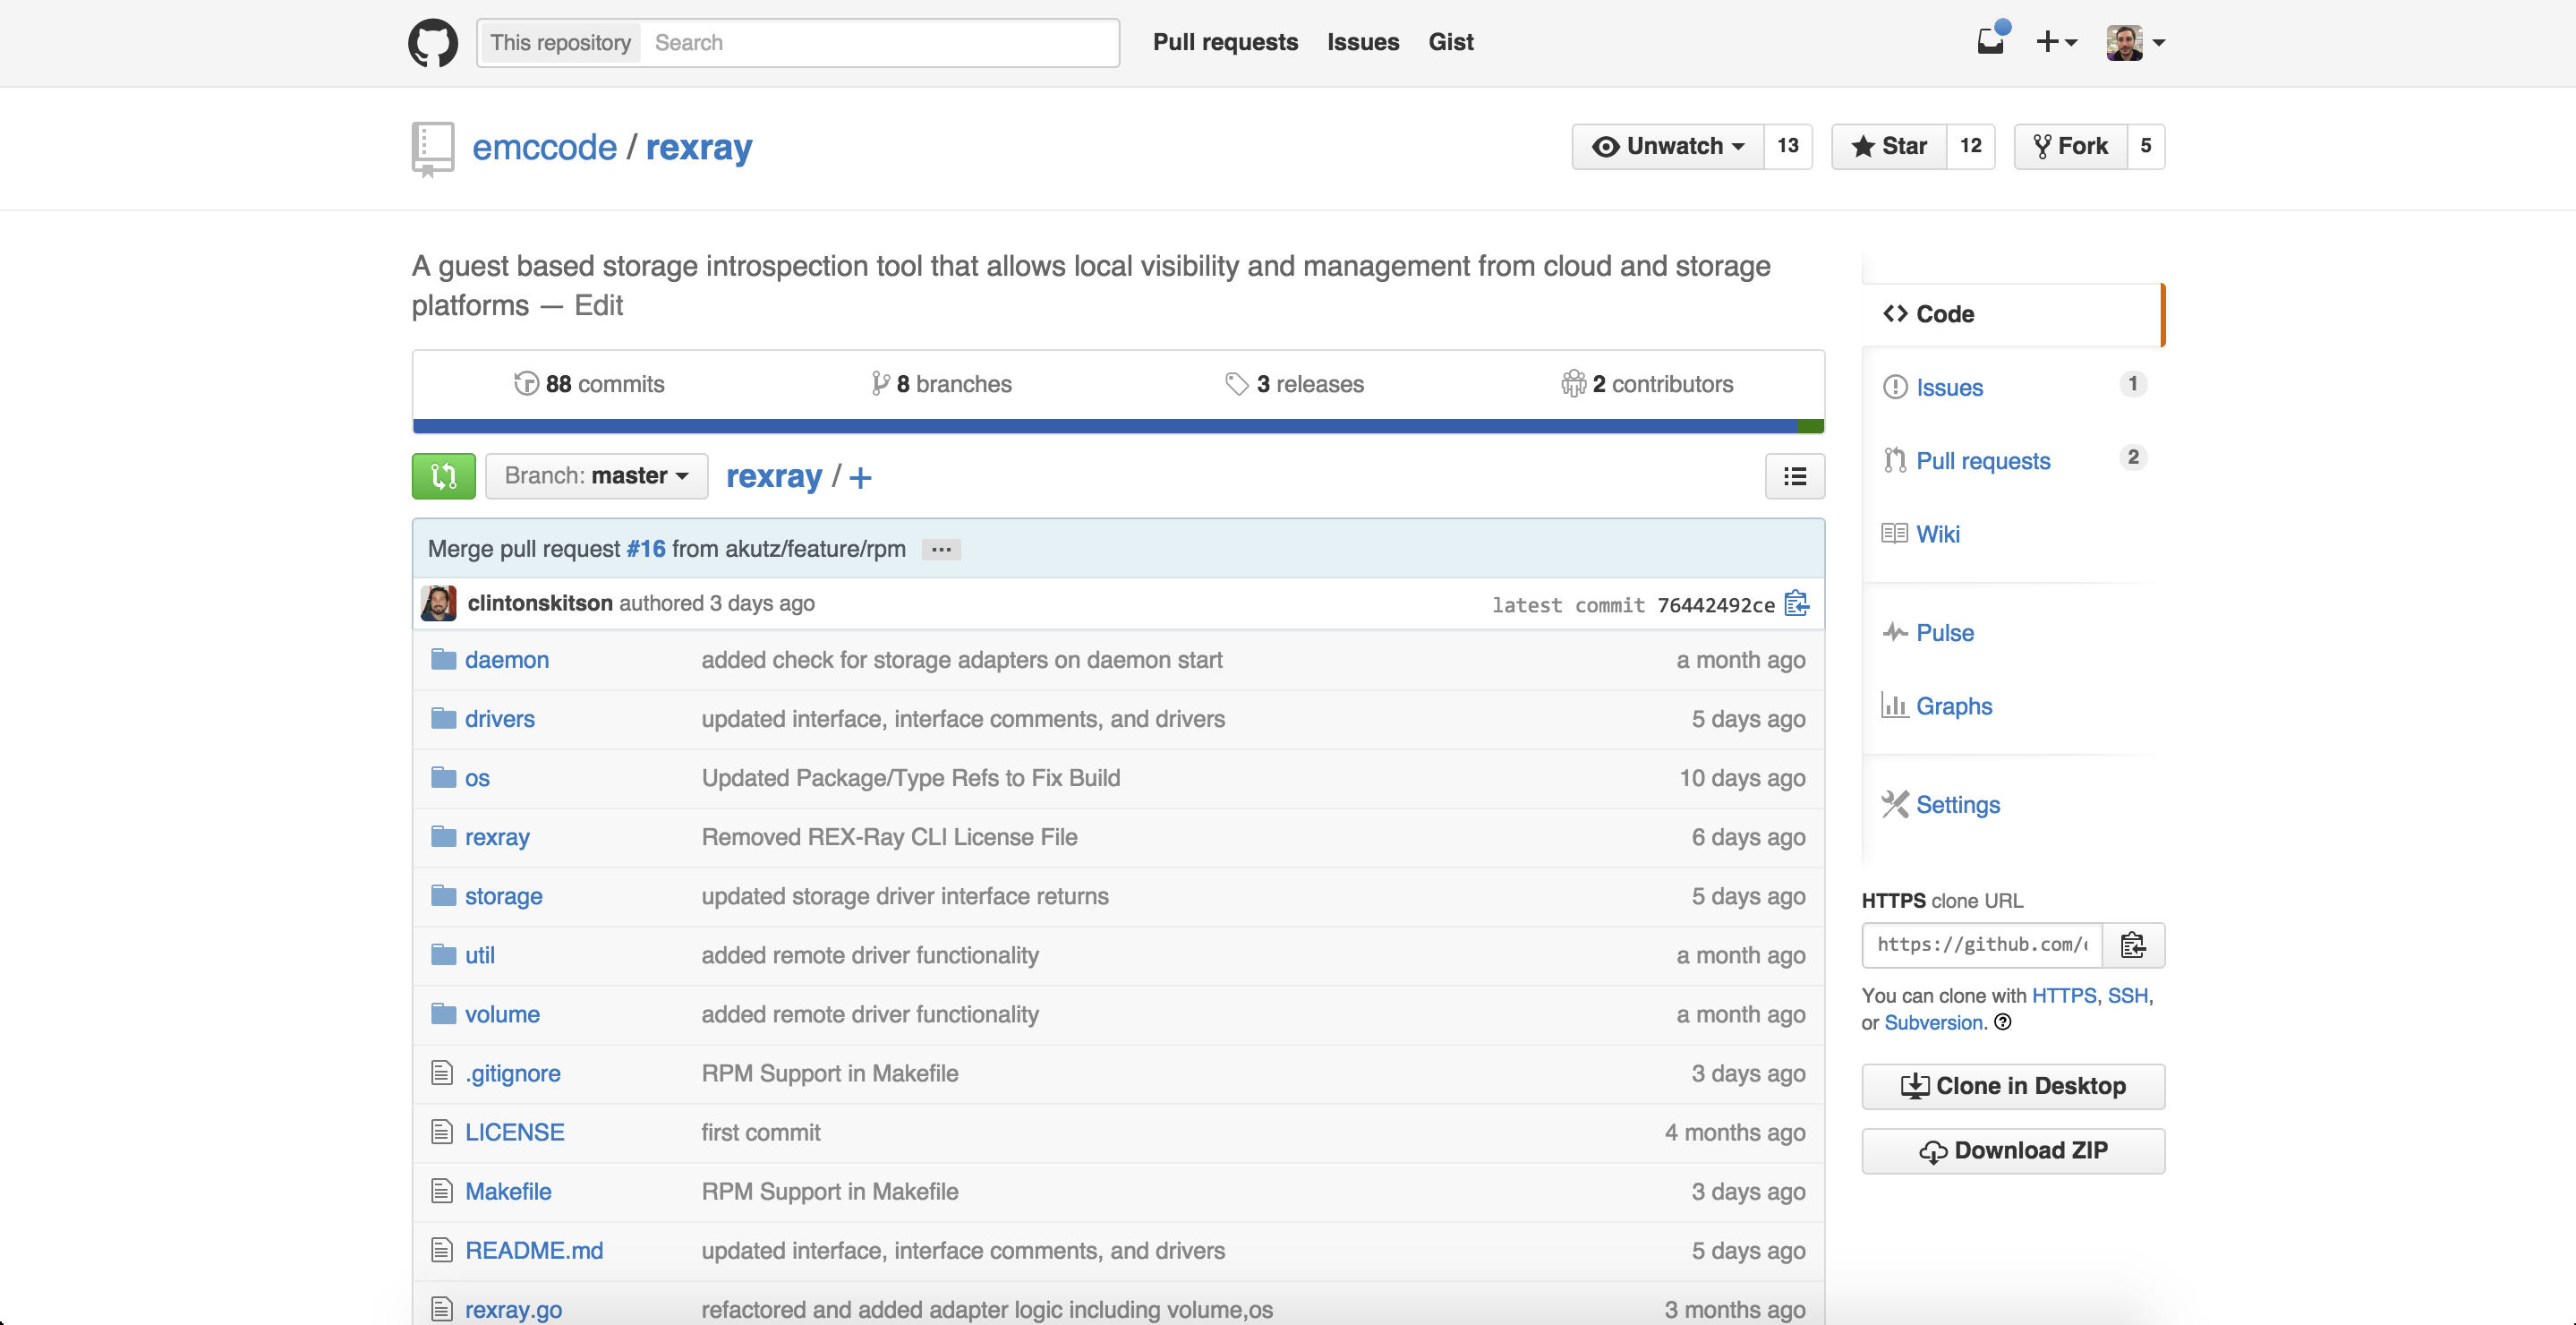 This repository Search Pull requests Issues Gist
emccode / rexray Unwatch 13 Star 12 Fork 5
A guest based storage introspection tool that allows local visibility and management from cloud and storage
platforms — Edit
88 commits 8 branches 3 releases 2 contributors
Branch: master rexray / +
Merge pull request #16 from akutz/feature/rpm ...
clintonskitson authored 3 days ago latest commit 76442492ce
daemon added check for storage adapters on daemon start a month ago
drivers updated interface, interface comments, and drivers 5 days ago
os Updated Package/Type Refs to Fix Build 10 days ago
rexray Removed REX-Ray CLI License File 6 days ago
storage updated storage driver interface returns 5 days ago
util added remote driver functionality a month ago
volume added remote driver functionality a month ago
.gitignore RPM Support in Makefile 3 days ago
LICENSE first commit 4 months ago
Makefile RPM Support in Makefile 3 days ago
README.md updated interface, interface comments, and drivers 5 days ago
rexray.go refactored and added adapter logic including volume,os 3 months ago
Code
Issues 1
Pull requests 2
Wiki
Pulse
Graphs
Settings
HTTPS clone URL
https://github.com/
You can clone with HTTPS, SSH,
or Subversion.
Clone in Desktop
Download ZIP